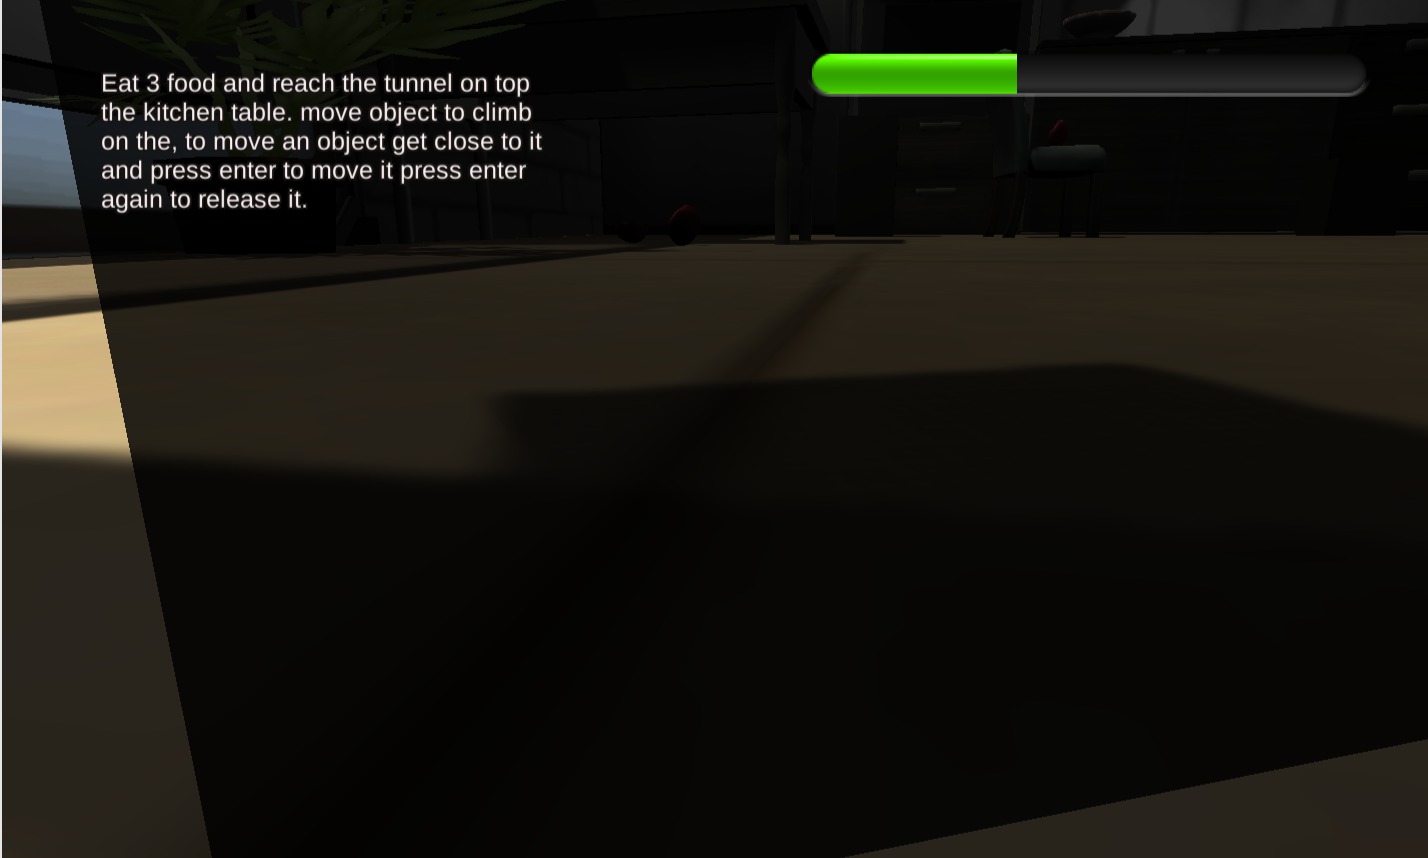 Eat 3 food and reach the tunnel on top
the kitchen table. move object to climb
on the, to move an object get close to it
and press enter to move it press enter
again to release it.